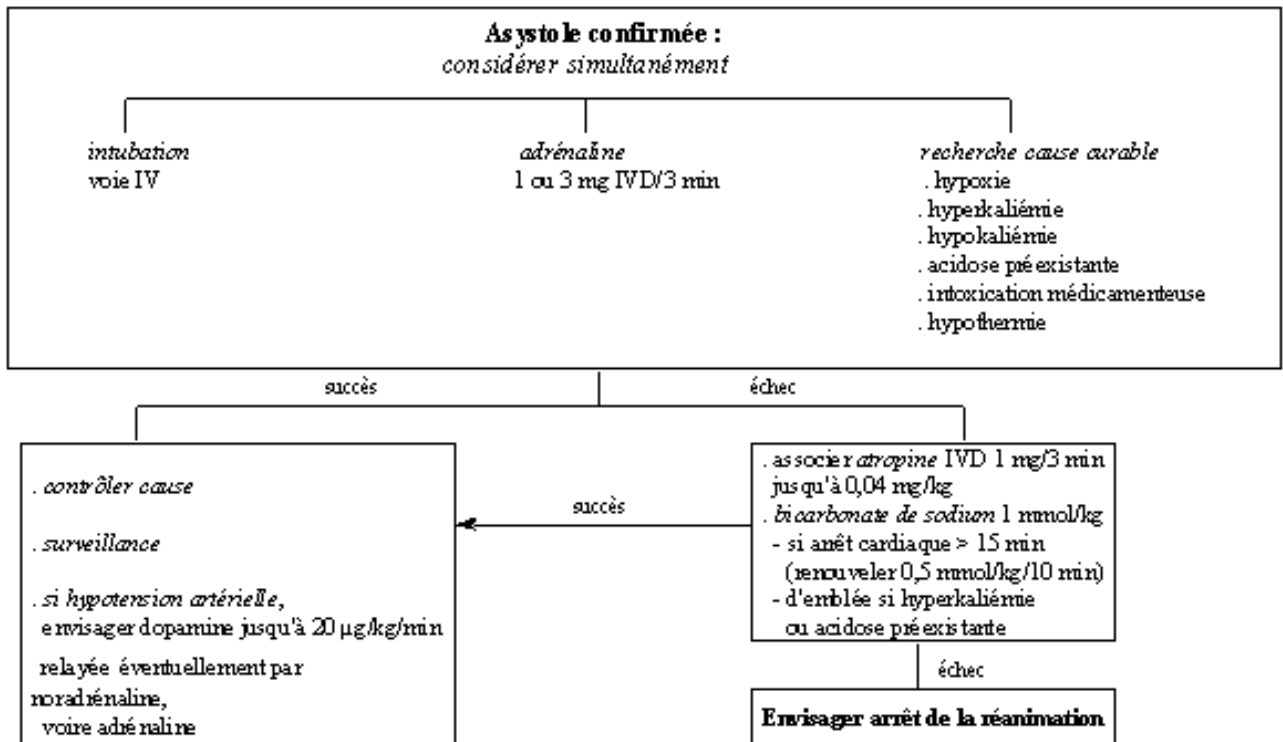 Asystole confirmée :
considérer simultanément
intubation
voie IV
adrénaline
1 ou 3 mg IVD/3 min
recherche cause curable
. hypoxie
. hyperkaliémie
. hypokaliémie
. acidose préexistante
. intoxication médicamenteuse
. hypothermie
succès
échec
. contrôler cause
. surveillance
. si hypotension artérielle,
envisager dopamine jusqu'à 20 µg/kg/min
relayée éventuellement par
noradrénaline,
voire adrénaline
succès
. associer atropine IVD 1 mg/3 min
jusqu'à 0,04 mg/kg
. bicarbonate de sodium 1 mmol/kg
- si arrêt cardiaque > 15 min
(renouveler 0,5 mmol/kg/10 min)
- d'emblée si hyperkaliémie
ou acidose préexistante
échec
Envisager arrêt de la réanimation